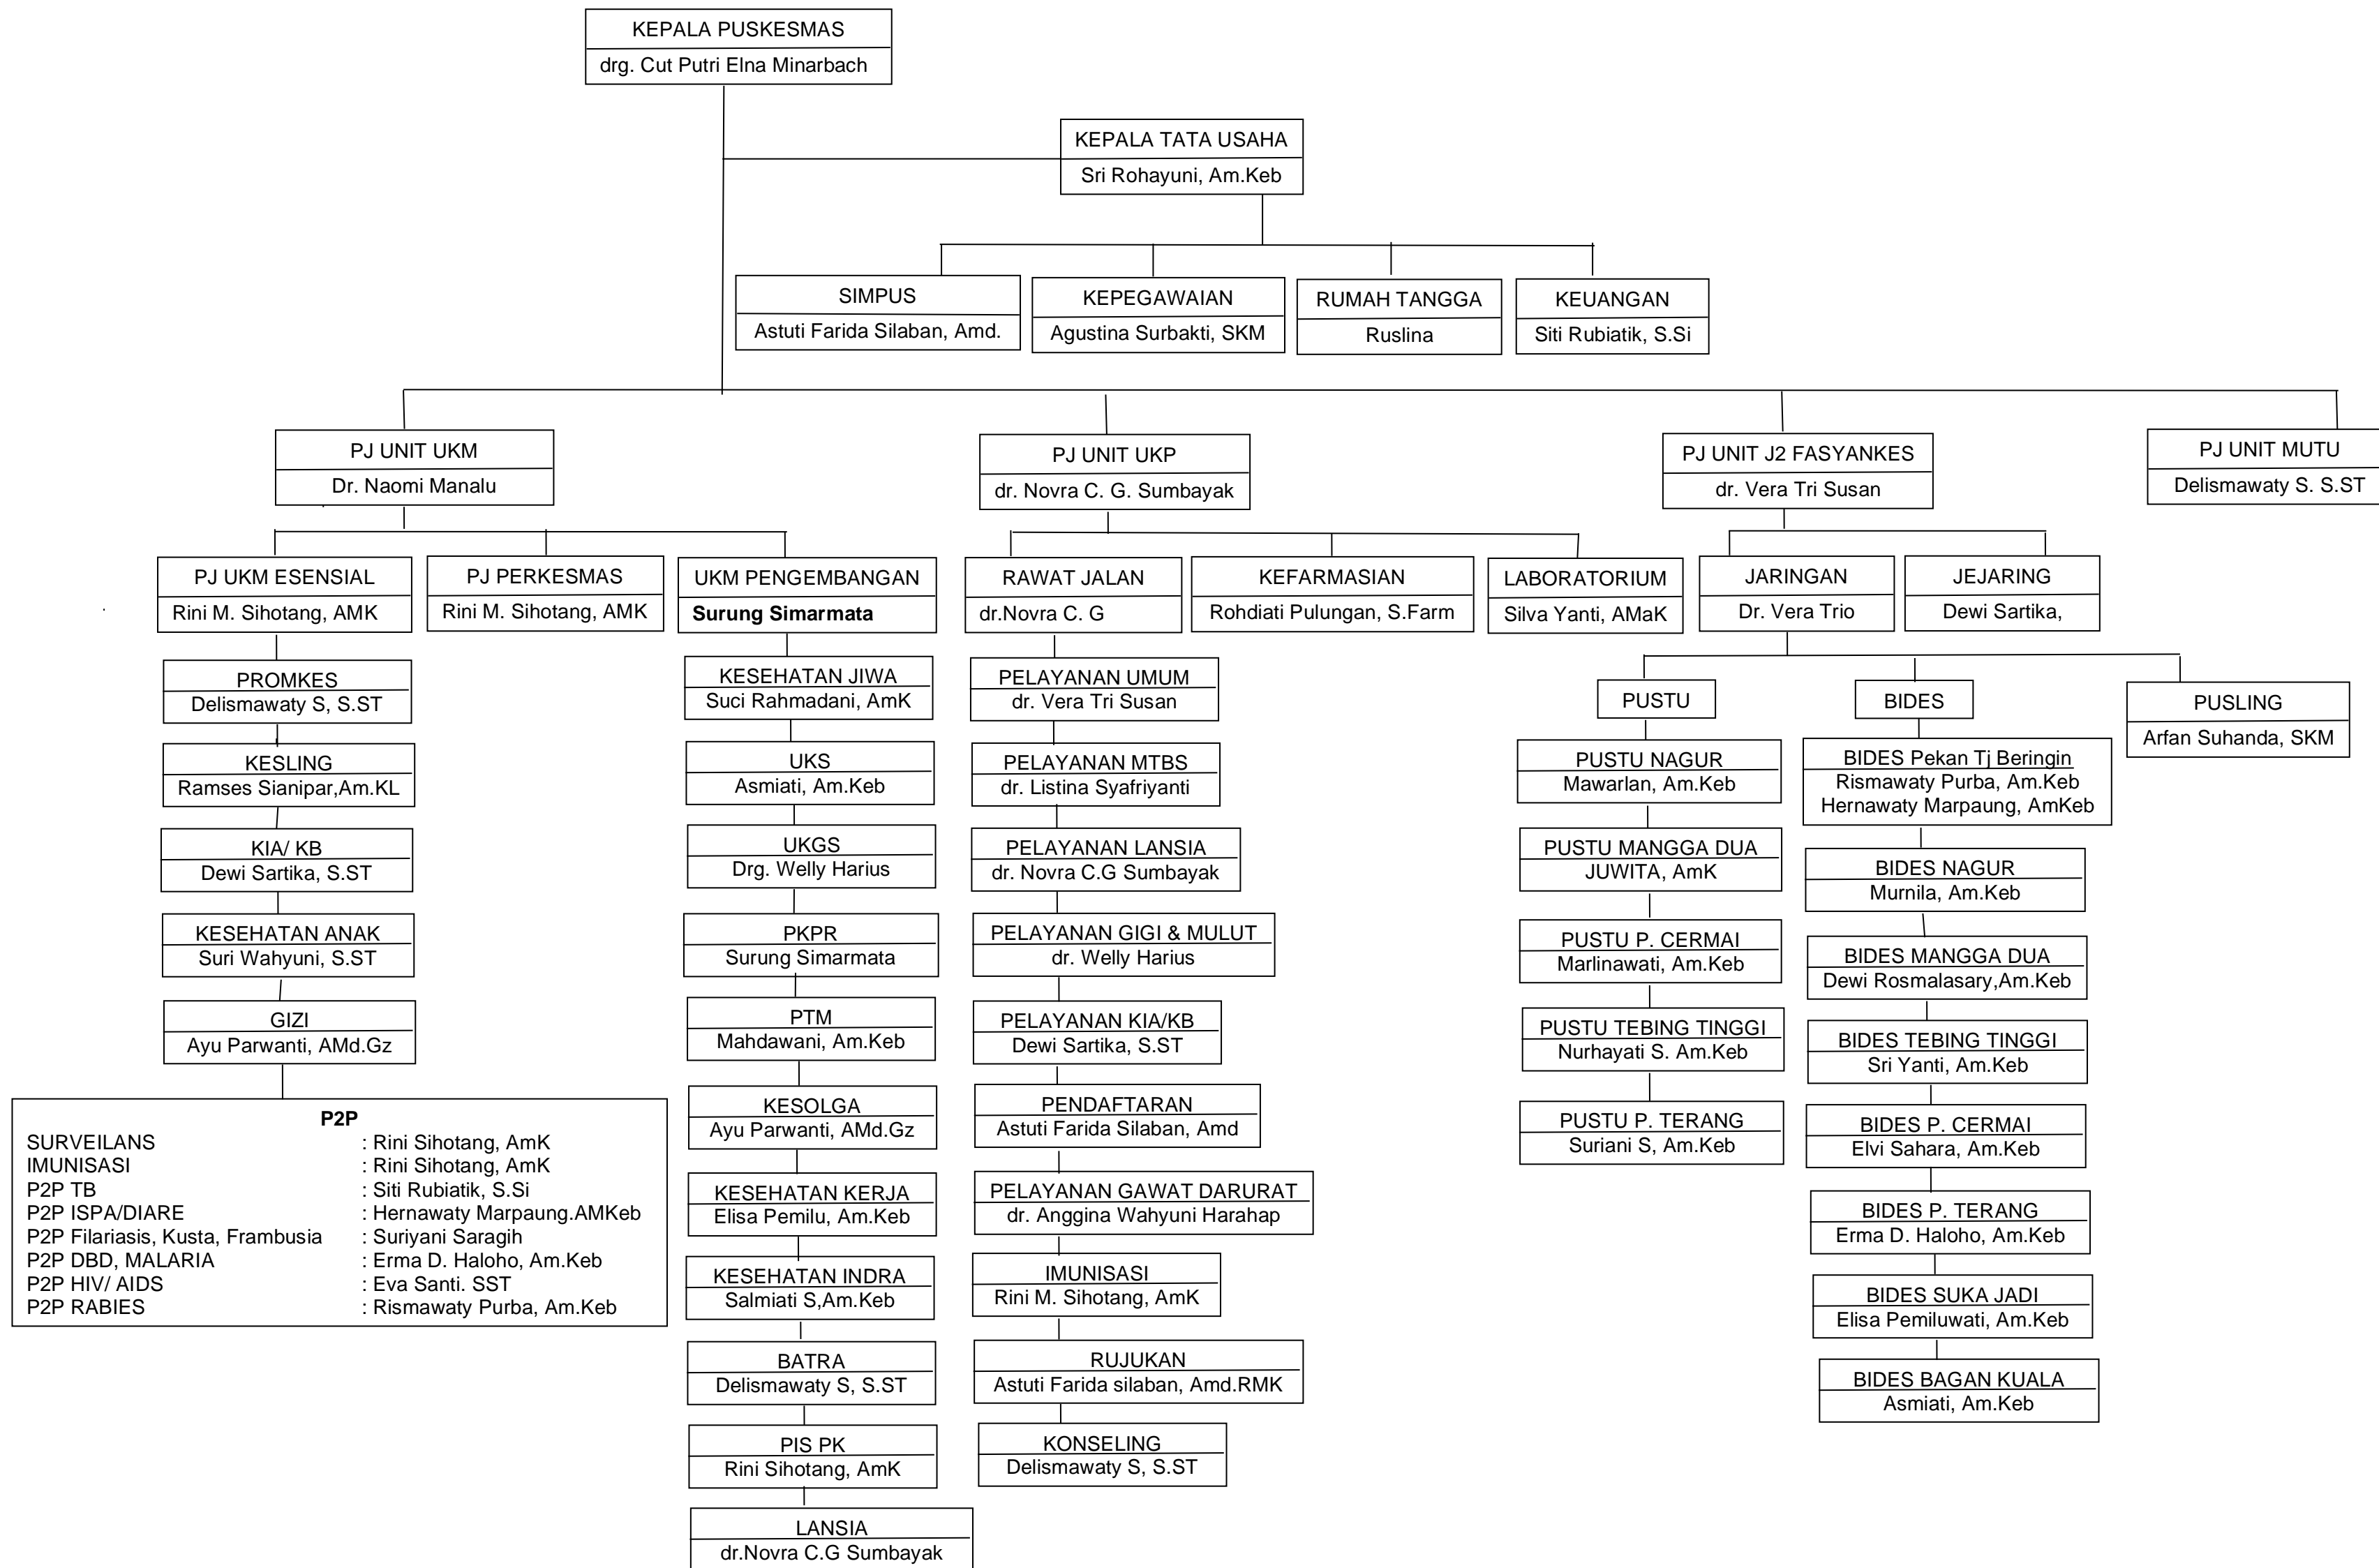 KEPALA PUSKESMAS
drg. Cut Putri Elna Minarbach
KEPALA TATA USAHA
Sri Rohayuni, Am.Keb
SIMPUS
Astuti Farida Silaban, Amd.
KEPEGAWAIAN
Agustina Surbakti, SKM
RUMAH TANGGA
Ruslina
KEUANGAN
Siti Rubiatik, S.Si
PJ UNIT UKM
Dr. Naomi Manalu
PJ UNIT UKP
dr. Novra C. G. Sumbayak
PJ UNIT J2 FASYANKES
dr. Vera Tri Susan
PJ UNIT MUTU
Delismawaty S. S.ST
PJ UKM ESENSIAL
Rini M. Sihotang, AMK
PJ PERKESMAS
Rini M. Sihotang, AMK
UKM PENGEMBANGAN
Surung Simarmata
RAWAT JALAN
dr.Novra C. G
KEFARMASIAN
Rohdiati Pulungan, S.Farm
LABORATORIUM
Silva Yanti, AMaK
JARINGAN
Dr. Vera Trio
JEJARING
Dewi Sartika,
PROMKES
Delismawaty S, S.ST
KESLING
Ramses Sianipar,Am.KL
KIA/ KB
Dewi Sartika, S.ST
KESEHATAN ANAK
Suri Wahyuni, S.ST
GIZI
Ayu Parwanti, AMd.Gz
P2P
SURVEILANS : Rini Sihotang, AmK
IMUNISASI : Rini Sihotang, AmK
P2P TB : Siti Rubiatik, S.Si
P2P ISPA/DIARE : Hernawaty Marpaung.AMKeb
P2P Filariasis, Kusta, Frambusia : Suriyani Saragih
P2P DBD, MALARIA : Erma D. Haloho, Am.Keb
P2P HIV/ AIDS : Eva Santi. SST
P2P RABIES : Rismawaty Purba, Am.Keb
KESEHATAN JIWA
Suci Rahmadani, AmK
UKS
Asmiati, Am.Keb
UKGS
Drg. Welly Harius
PKPR
Surung Simarmata
PTM
Mahdawani, Am.Keb
KESOLGA
Ayu Parwanti, AMd.Gz
KESEHATAN KERJA
Elisa Pemilu, Am.Keb
KESEHATAN INDRA
Salmiati S,Am.Keb
BATRA
Delismawaty S, S.ST
PIS PK
Rini Sihotang, AmK
LANSIA
dr.Novra C.G Sumbayak
PELAYANAN UMUM
dr. Vera Tri Susan
PELAYANAN MTBS
dr. Listina Syafriyanti
PELAYANAN LANSIA
dr. Novra C.G Sumbayak
PELAYANAN GIGI & MULUT
dr. Welly Harius
PELAYANAN KIA/KB
Dewi Sartika, S.ST
PENDAFTARAN
Astuti Farida Silaban, Amd
PELAYANAN GAWAT DARURAT
dr. Anggina Wahyuni Harahap
IMUNISASI
Rini M. Sihotang, AmK
RUJUKAN
Astuti Farida silaban, Amd.RMK
KONSELING
Delismawaty S, S.ST
PUSTU
PUSTU NAGUR
Mawarlan, Am.Keb
PUSTU MANGGA DUA
JUWITA, AmK
PUSTU P. CERMAI
Marlinawati, Am.Keb
PUSTU TEBING TINGGI
Nurhayati S. Am.Keb
PUSTU P. TERANG
Suriani S, Am.Keb
BIDES
BIDES Pekan Tj Beringin
Rismawaty Purba, Am.Keb
Hernawaty Marpaung, AmKeb
BIDES NAGUR
Murnila, Am.Keb
BIDES MANGGA DUA
Dewi Rosmalasary,Am.Keb
BIDES TEBING TINGGI
Sri Yanti, Am.Keb
BIDES P. CERMAI
Elvi Sahara, Am.Keb
BIDES P. TERANG
Erma D. Haloho, Am.Keb
BIDES SUKA JADI
Elisa Pemiluwati, Am.Keb
BIDES BAGAN KUALA
Asmiati, Am.Keb
PUSLING
Arfan Suhanda, SKM